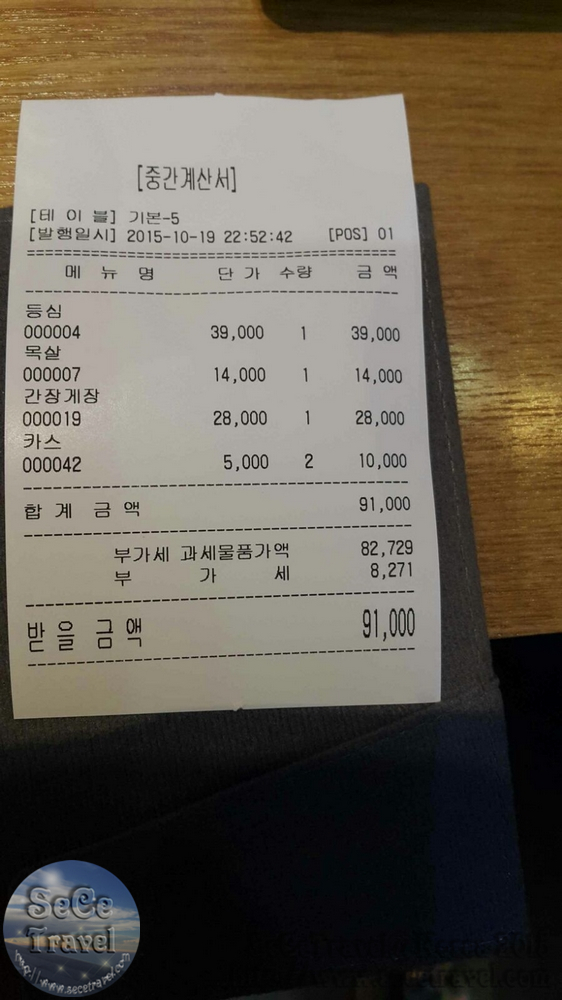 [중간계산서]
[테 이 블] 기본-5
[발행일시] 2015-10-19 22:52:42 [POS] 01
메 뉴 명 단 가 수량 금 액
등심
000004 39,000 1 39,000
목살
000007 14,000 1 14,000
간장게장
000019 28,000 1 28,000
카스
000042 5,000 2 10,000
합 계 금 액 91,000
부가세 과세물품가액 82,729
부 가 세 8,271
받 을 금 액 91,000
SeCe
Travel
http://www.secetravel.com